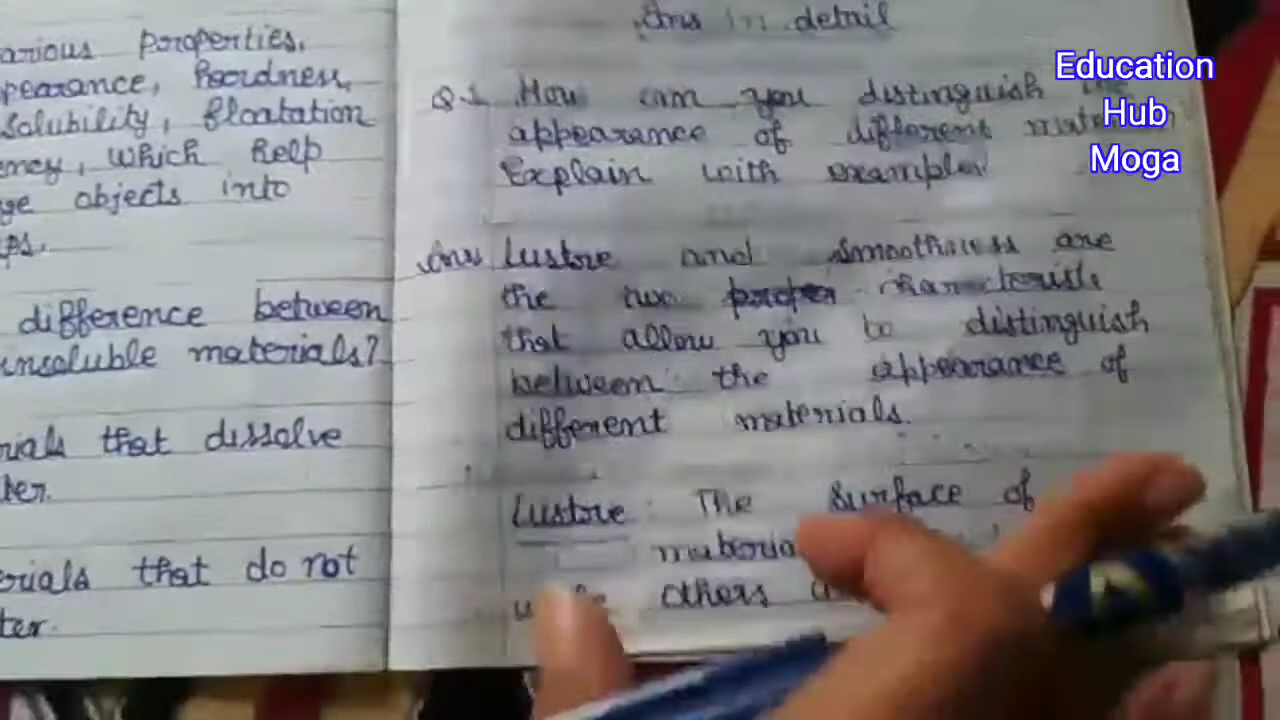 arious properties,
pearance, hardness,
solubility, floatation
ency, which help
ge objects into
ps.
difference between
insoluble materials?
rials that dissolve
ter.
erials that do not
ter.
Ans in detail
Q.1 How can you distinguish the
appearance of different
Explain with examples
Ans Lustre and smoothness are
the two characteristic
that allow you to distinguish
between the appearance of
different materials.
Lustre : The surface of
materia
others
Education
Hub
Moga